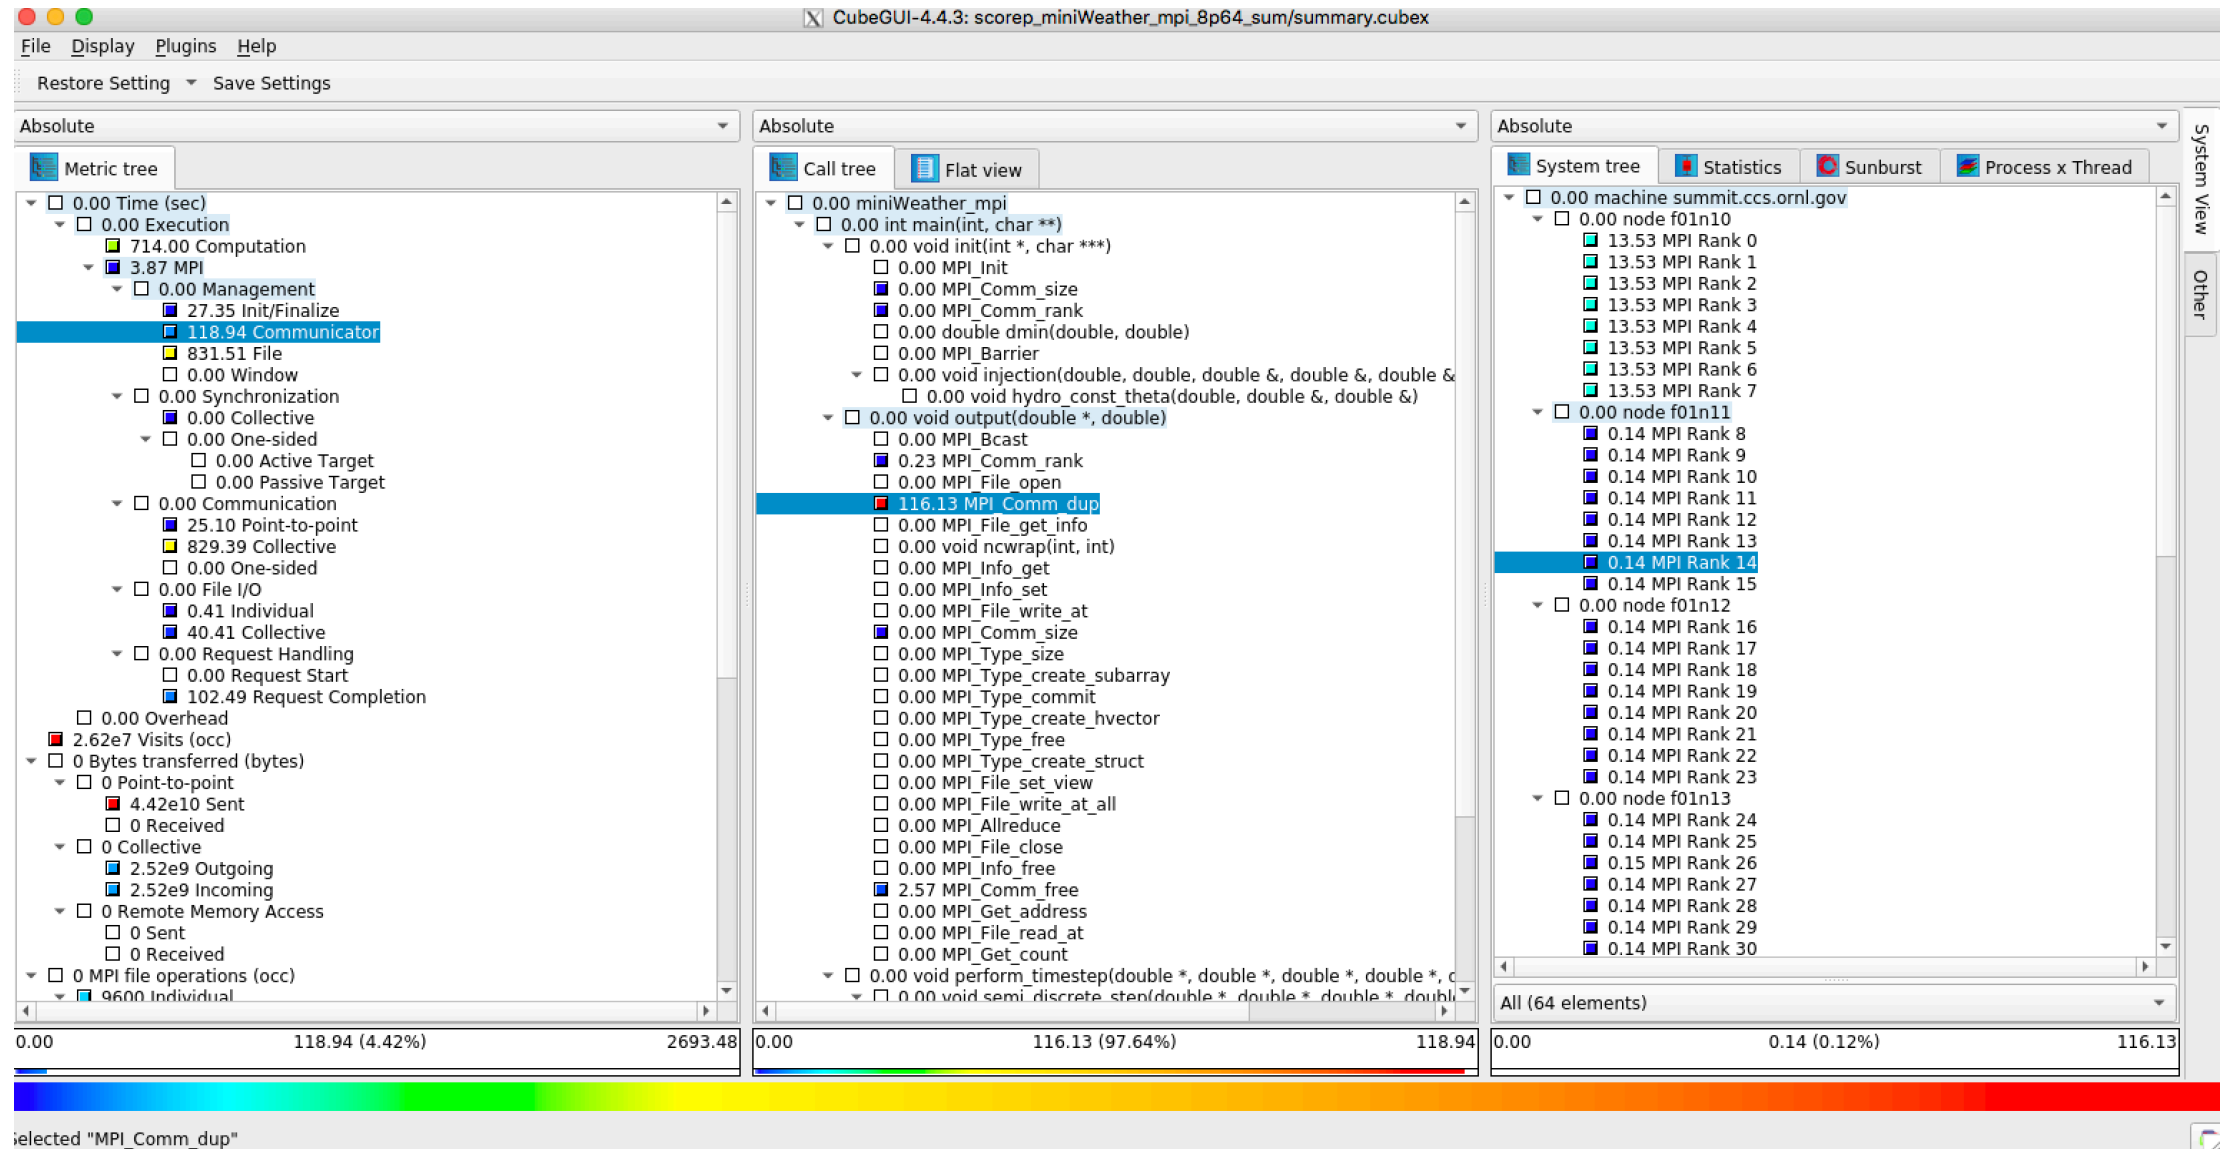 CubeGUI-4.4.3: scorep_miniWeather_mpi_8p64_sum/summary.cubex
File Display Plugins Help
Restore Setting Save Settings
Absolute
Metric tree
0.00 Time (sec)
0.00 Execution
714.00 Computation
3.87 MPI
0.00 Management
27.35 Init/Finalize
118.94 Communicator
831.51 File
0.00 Window
0.00 Synchronization
0.00 Collective
0.00 One-sided
0.00 Active Target
0.00 Passive Target
0.00 Communication
25.10 Point-to-point
829.39 Collective
0.00 One-sided
0.00 File I/O
0.41 Individual
40.41 Collective
0.00 Request Handling
0.00 Request Start
102.49 Request Completion
0.00 Overhead
2.62e7 Visits (occ)
0 Bytes transferred (bytes)
0 Point-to-point
4.42e10 Sent
0 Received
0 Collective
2.52e9 Outgoing
2.52e9 Incoming
0 Remote Memory Access
0 Sent
0 Received
0 MPI file operations (occ)
9600 Individual
0.00 118.94 (4.42%) 2693.48
Absolute
Call tree Flat view
0.00 miniWeather_mpi
0.00 int main(int, char **)
0.00 void init(int *, char ***)
0.00 MPI_Init
0.00 MPI_Comm_size
0.00 MPI_Comm_rank
0.00 double dmin(double, double)
0.00 MPI_Barrier
0.00 void injection(double, double, double &, double &, double &
0.00 void hydro_const_theta(double, double &, double &)
0.00 void output(double *, double)
0.00 MPI_Bcast
0.23 MPI_Comm_rank
0.00 MPI_File_open
116.13 MPI_Comm_dup
0.00 MPI_File_get_info
0.00 void ncwrap(int, int)
0.00 MPI_Info_get
0.00 MPI_Info_set
0.00 MPI_File_write_at
0.00 MPI_Comm_size
0.00 MPI_Type_size
0.00 MPI_Type_create_subarray
0.00 MPI_Type_commit
0.00 MPI_Type_create_hvector
0.00 MPI_Type_free
0.00 MPI_Type_create_struct
0.00 MPI_File_set_view
0.00 MPI_File_write_at_all
0.00 MPI_Allreduce
0.00 MPI_File_close
0.00 MPI_Info_free
2.57 MPI_Comm_free
0.00 MPI_Get_address
0.00 MPI_File_read_at
0.00 MPI_Get_count
0.00 void perform_timestep(double *, double *, double *, double *,
0.00 void semi_discrete_step(double *, double *, double *,
0.00 116.13 (97.64%) 118.94
Absolute
System tree Statistics Sunburst Process x Thread
0.00 machine summit.ccs.ornl.gov
0.00 node f01n10
13.53 MPI Rank 0
13.53 MPI Rank 1
13.53 MPI Rank 2
13.53 MPI Rank 3
13.53 MPI Rank 4
13.53 MPI Rank 5
13.53 MPI Rank 6
13.53 MPI Rank 7
0.00 node f01n11
0.14 MPI Rank 8
0.14 MPI Rank 9
0.14 MPI Rank 10
0.14 MPI Rank 11
0.14 MPI Rank 12
0.14 MPI Rank 13
0.14 MPI Rank 14
0.14 MPI Rank 15
0.00 node f01n12
0.14 MPI Rank 16
0.14 MPI Rank 17
0.14 MPI Rank 18
0.14 MPI Rank 19
0.14 MPI Rank 20
0.14 MPI Rank 21
0.14 MPI Rank 22
0.14 MPI Rank 23
0.00 node f01n13
0.14 MPI Rank 24
0.14 MPI Rank 25
0.15 MPI Rank 26
0.14 MPI Rank 27
0.14 MPI Rank 28
0.14 MPI Rank 29
0.14 MPI Rank 30
All (64 elements)
0.00 0.14 (0.12%) 116.13
System View
Other
Selected "MPI_Comm_dup"